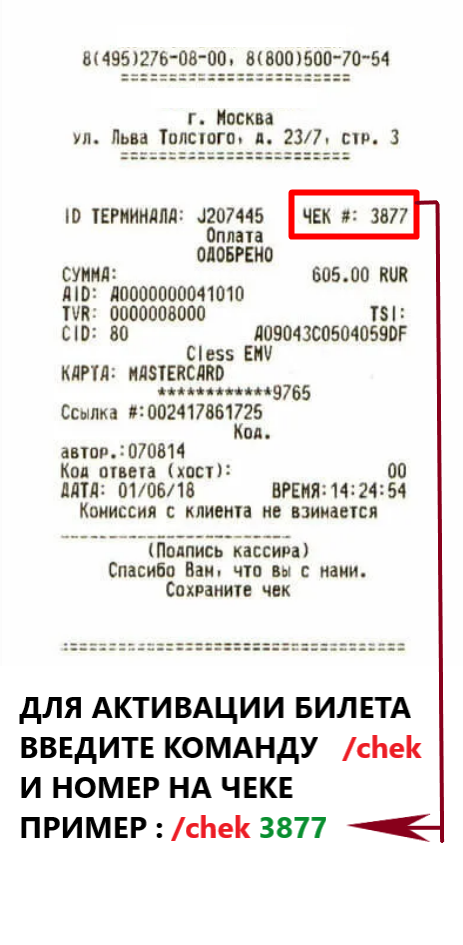 8(495)276-08-00, 8(800)500-70-54
==========================
г. Москва
ул. Льва Толстого, д. 23/7, стр. 3
==========================
ID ТЕРМИНАЛА: J207445 ЧЕК #: 3877
Оплата
ОДОБРЕНО
СУММА: 605.00 RUR
AID: A0000000041010
TVR: 0000008000 TSI:
CID: 80 A09043C0504059DF
Cless EMV
КАРТА: MASTERCARD
************9765
Ссылка #:002417861725
Код.
автор.:070814
Код ответа (хост): 00
ДАТА: 01/06/18 ВРЕМЯ:14:24:54
Комиссия с клиента не взимается
____________________
(Подпись кассира)
Спасибо Вам, что вы с нами.
Сохраните чек
=======================================
ДЛЯ АКТИВАЦИИ БИЛЕТА
ВВЕДИТЕ КОМАНДУ /chek
И НОМЕР НА ЧЕКЕ
ПРИМЕР : /chek 3877